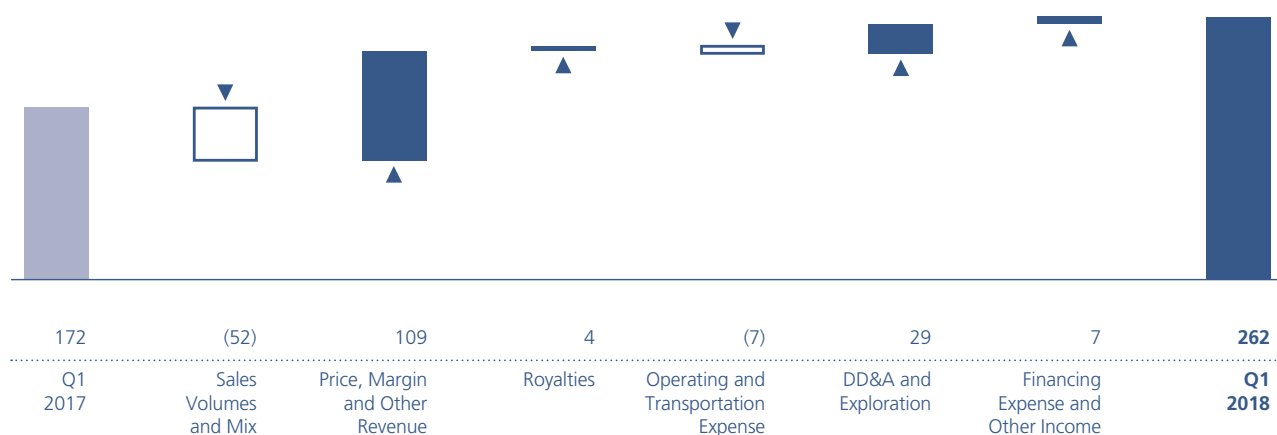 172 (52) 109 4 (7) 29 7 262
Q1 2017
Sales Volumes and Mix
Price, Margin and Other Revenue
Royalties
Operating and Transportation Expense
DD&A and Exploration
Financing Expense and Other Income
Q1 2018